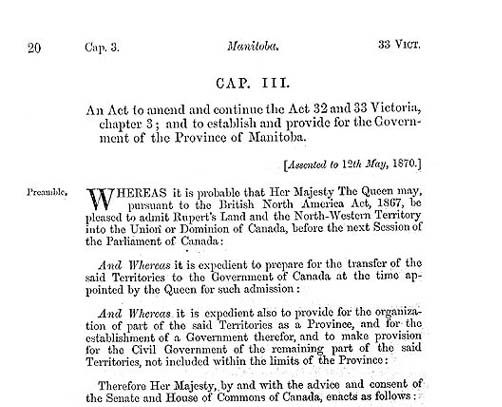 20 Cap. 3. Manitoba. 33 VICT.
CAP. III.
An Act to amend and continue the Act 32 and 33 Victoria,
chapter 3; and to establish and provide for the Govern-
ment of the Province of Manitoba.
[Assented to 12th May, 1870.]
Preamble. WHEREAS it is probable that Her Majesty The Queen may,
pursuant to the British North America Act, 1867, be
pleased to admit Rupert's Land and the North-Western Territory
into the Union or Dominion of Canada, before the next Session of
the Parliament of Canada:
And Whereas it is expedient to prepare for the transfer of the
said Territories to the Government of Canada at the time ap-
pointed by the Queen for such admission:
And Whereas it is expedient also to provide for the organiza-
tion of part of the said Territories as a Province, and for the
establishment of a Government therefor, and to make provision
for the Civil Government of the remaining part of the said
Territories, not included within the limits of the Province:
Therefore Her Majesty, by and with the advice and consent of
the Senate and House of Commons of Canada, enacts as follows: